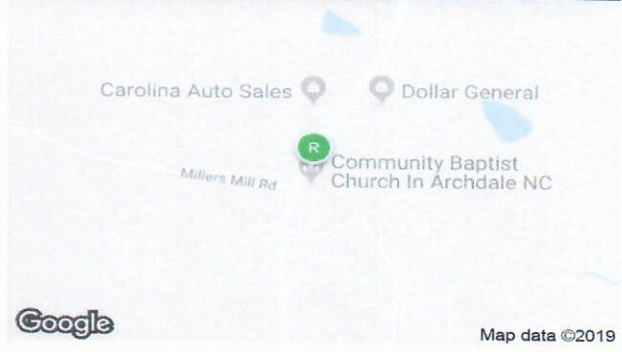 Carolina Auto Sales
Dollar General
R
Millers Mill Rd
Community Baptist
Church In Archdale NC
Google
Map data ©2019